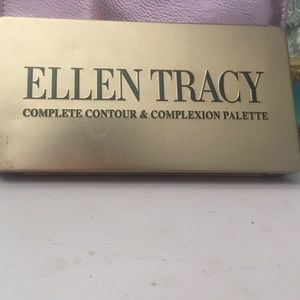 ELLEN TRACY
COMPLETE CONTOUR & COMPLEXION PALETTE